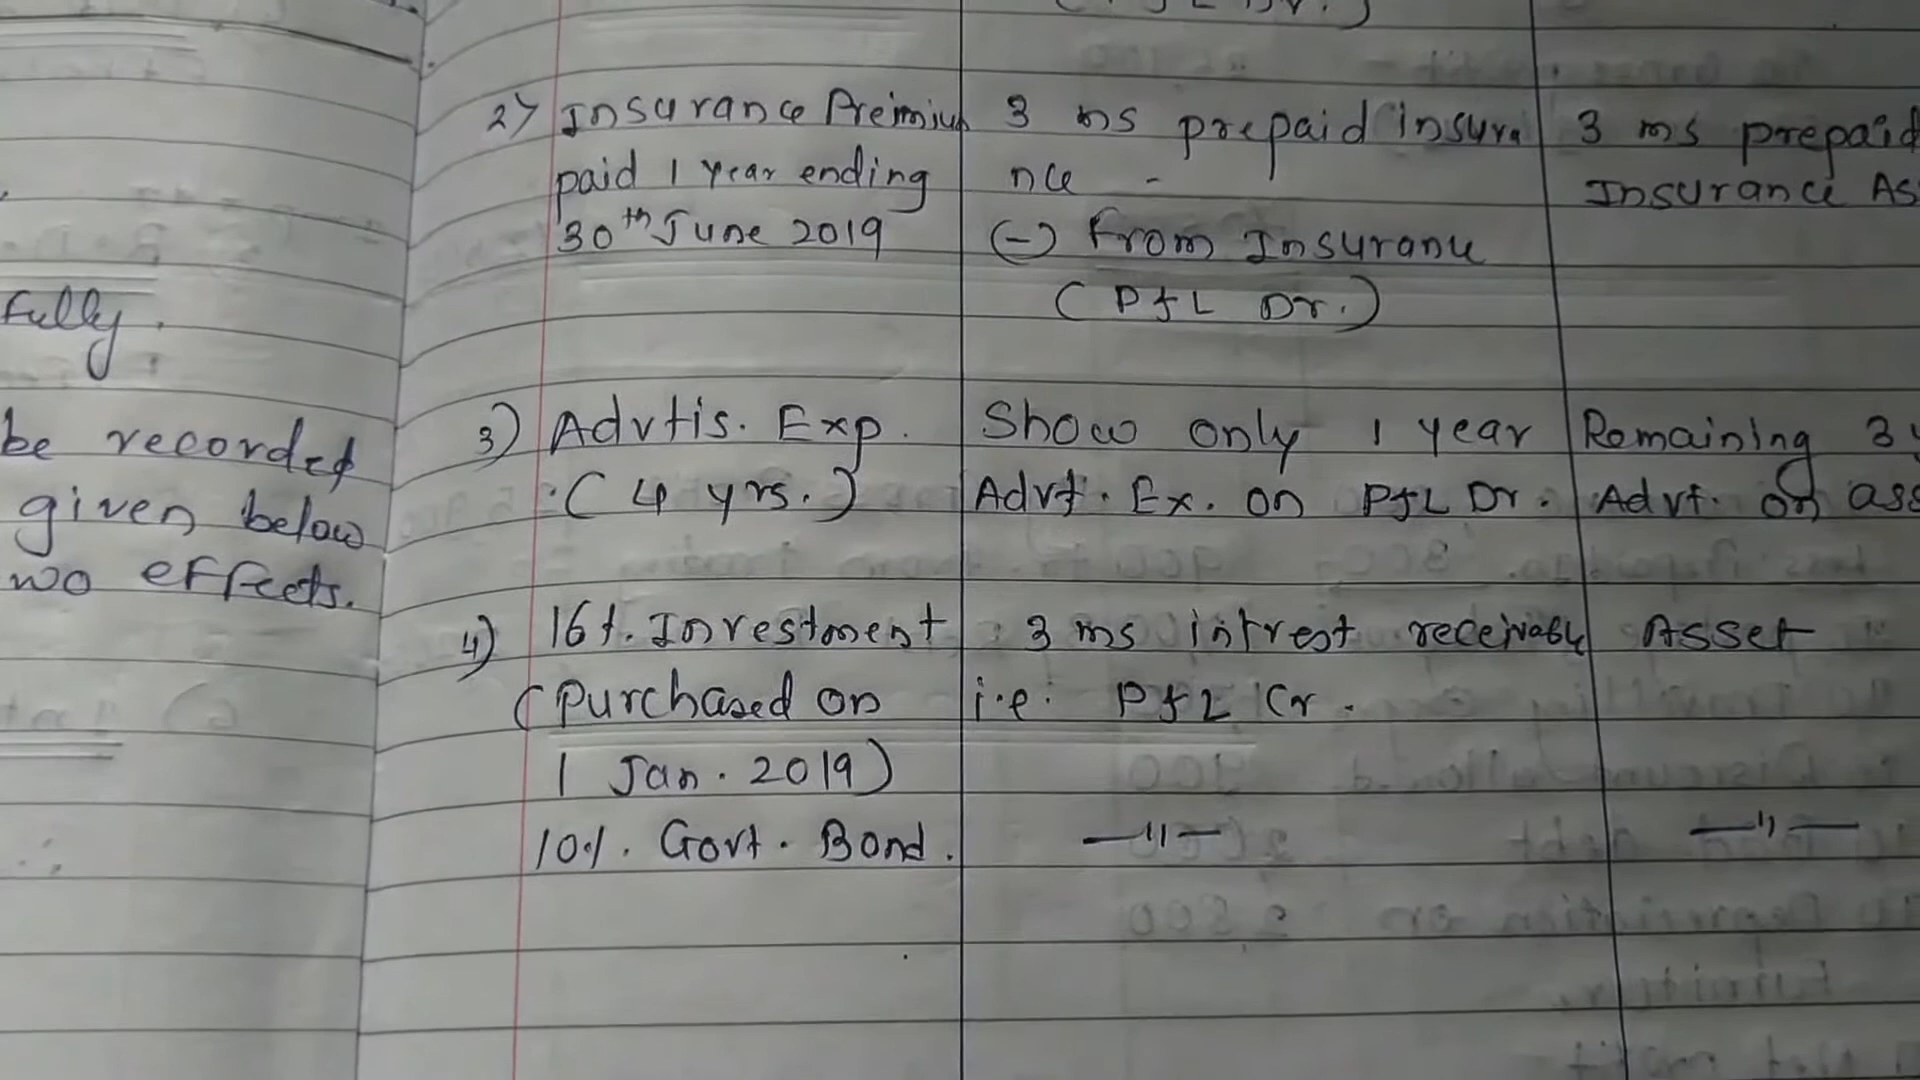 fully.
be recorded
given below
wo effects.
2) Insurance Preimium 3 ms prepaid insura 3 ms prepaid
paid 1 year ending nce - Insurance As
30th June 2019 (-) from Insurance
(P & L Dr.)
3) Advtis. Exp. Show only 1 year Remaining 3 y
(4 yrs.) Advt. Ex. on P&L Dr. Advt. on ass
4) 16%. Investment 3 ms intrest receivable Asset
(Purchased on i.e. P & L Cr.
1 Jan. 2019)
10%. Govt. Bond. —"— —"—